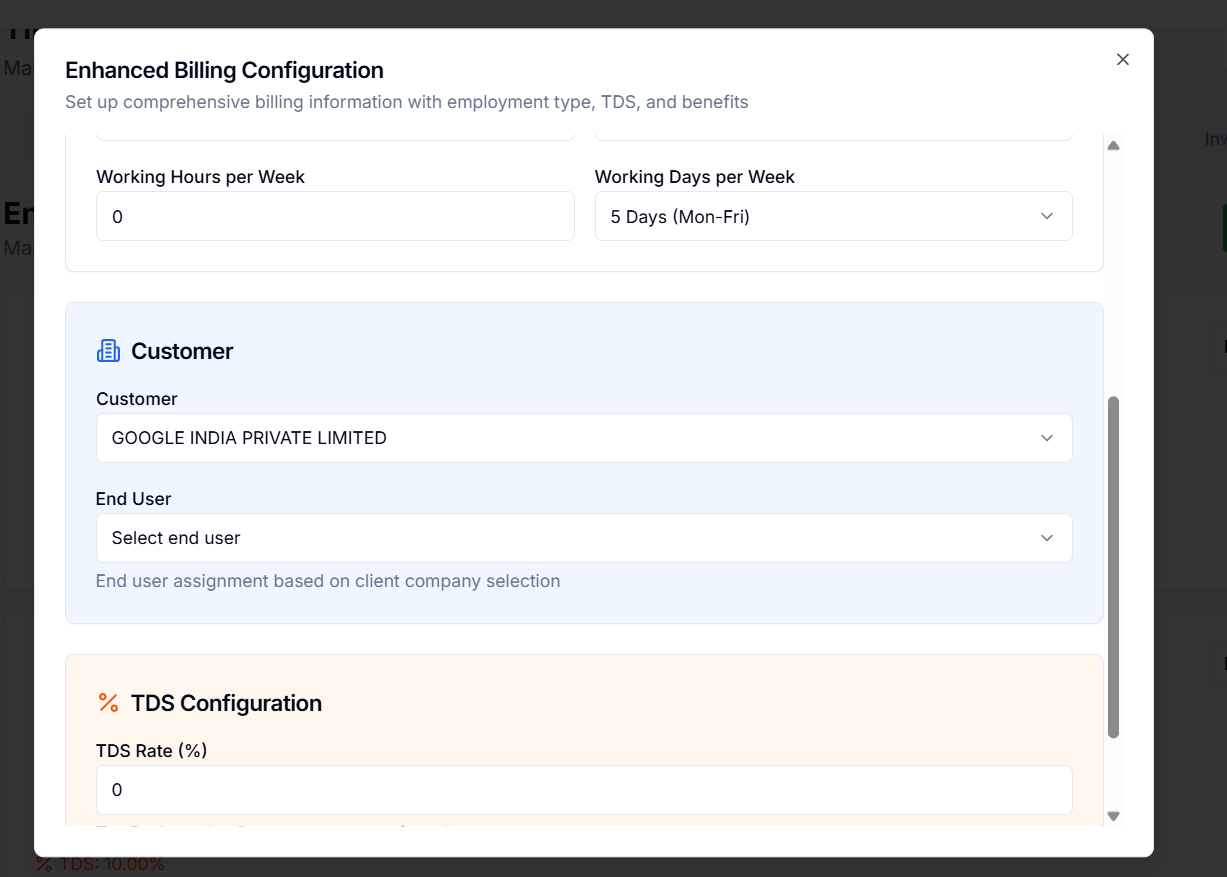 Ma
Enhanced Billing Configuration
Set up comprehensive billing information with employment type, TDS, and benefits
Inv
Working Hours per Week
Working Days per Week
0
5 Days (Mon-Fri)
En
Ma
Customer
Customer
GOOGLE INDIA PRIVATE LIMITED
End User
Select end user
End user assignment based on client company selection
TDS Configuration
TDS Rate (%)
0
TDS: 10.00%